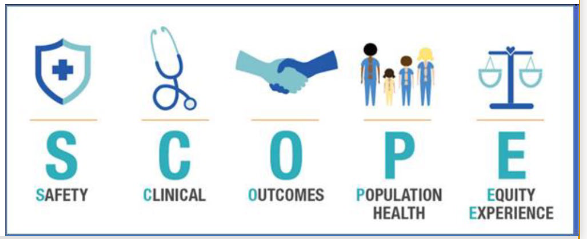 S C O P E
SAFETY CLINICAL OUTCOMES POPULATION EQUITY
HEALTH EXPERIENCE